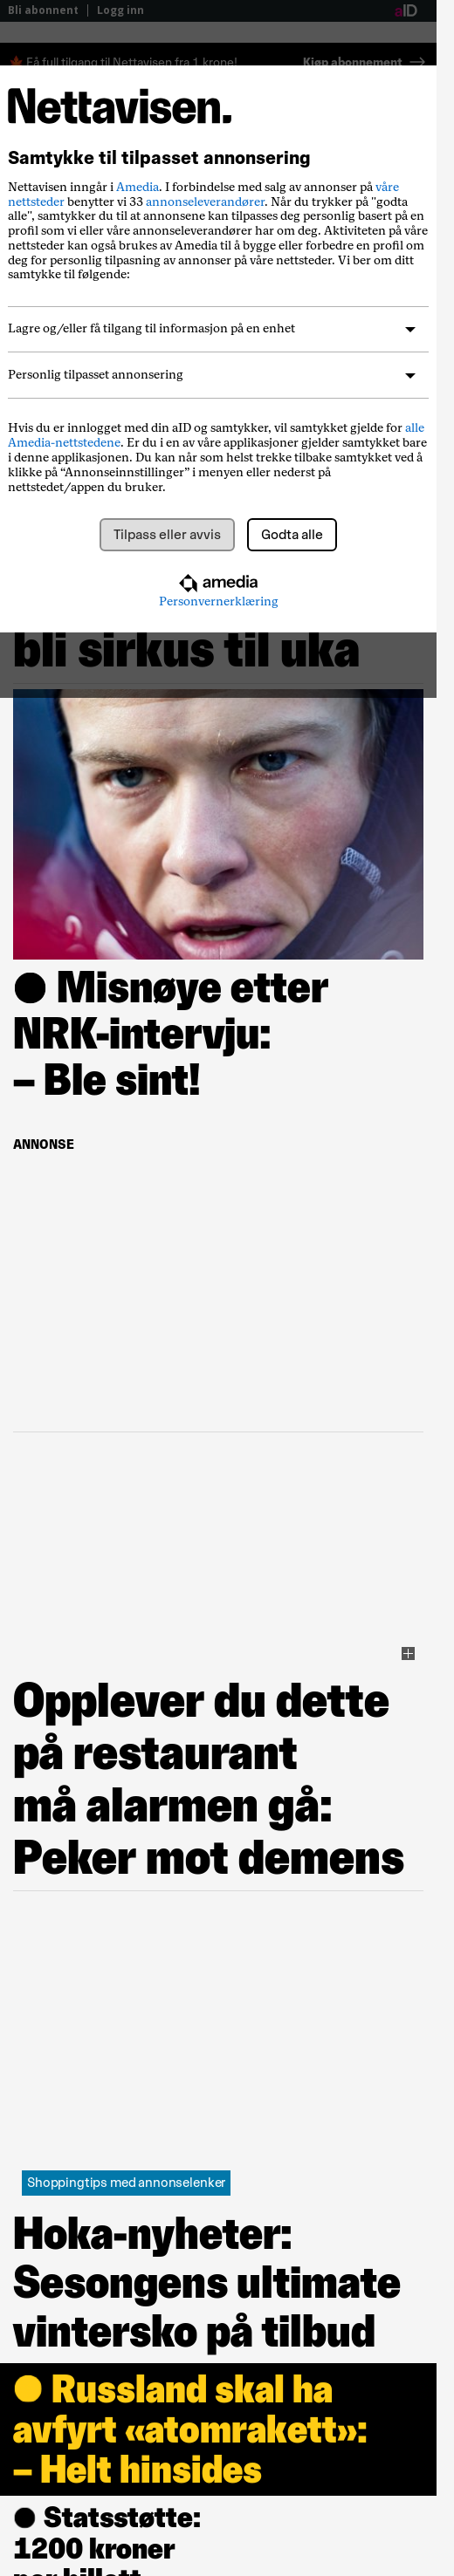 Bli abonnent | Logg inn
aID
Få full tilgang til Nettavisen fra 1 krone! Kjøp abonnement
Nettavisen.
Samtykke til tilpasset annonsering
Nettavisen inngår i Amedia. I forbindelse med salg av annonser på våre
nettsteder benytter vi 33 annonseleverandører. Når du trykker på "godta
alle", samtykker du til at annonsene kan tilpasses deg personlig basert på en
profil som vi eller våre annonseleverandører har om deg. Aktiviteten på våre
nettsteder kan også brukes av Amedia til å bygge eller forbedre en profil om
deg for personlig tilpasning av annonser på våre nettsteder. Vi ber om ditt
samtykke til følgende:
Lagre og/eller få tilgang til informasjon på en enhet
Personlig tilpasset annonsering
Hvis du er innlogget med din aID og samtykker, vil samtykket gjelde for alle
Amedia-nettstedene. Er du i en av våre applikasjoner gjelder samtykket bare
i denne applikasjonen. Du kan når som helst trekke tilbake samtykket ved å
klikke på “Annonseinnstillinger” i menyen eller nederst på
nettstedet/appen du bruker.
Tilpass eller avvis
Godta alle
amedia
Personvernerklæring
bli sirkus til uka
Misnøye etter
NRK-intervju:
– Ble sint!
ANNONSE
Opplever du dette
på restaurant
må alarmen gå:
Peker mot demens
Shoppingtips med annonselenker
Hoka-nyheter:
Sesongens ultimate
vintersko på tilbud
Russland skal ha
avfyrt «atomrakett»:
– Helt hinsides
Statsstøtte:
1200 kroner
per billett